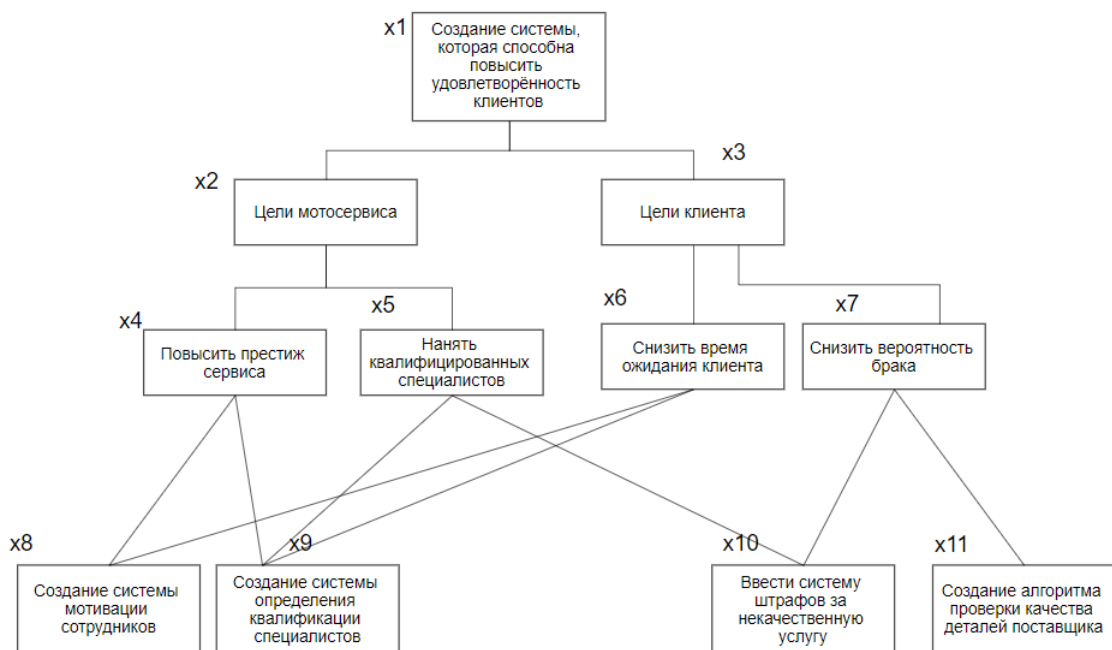 x1
Создание системы,
которая способна
повысить
удовлетворённость
клиентов
x2
Цели мотосервиса
x3
Цели клиента
x4
Повысить престиж
сервиса
x5
Нанять
квалифицированных
специалистов
x6
Снизить время
ожидания клиента
x7
Снизить вероятность
брака
x8
Создание системы
мотивации
сотрудников
x9
Создание системы
определения
квалификации
специалистов
x10
Ввести систему
штрафов за
некачественную
услугу
x11
Создание алгоритма
проверки качества
деталей поставщика